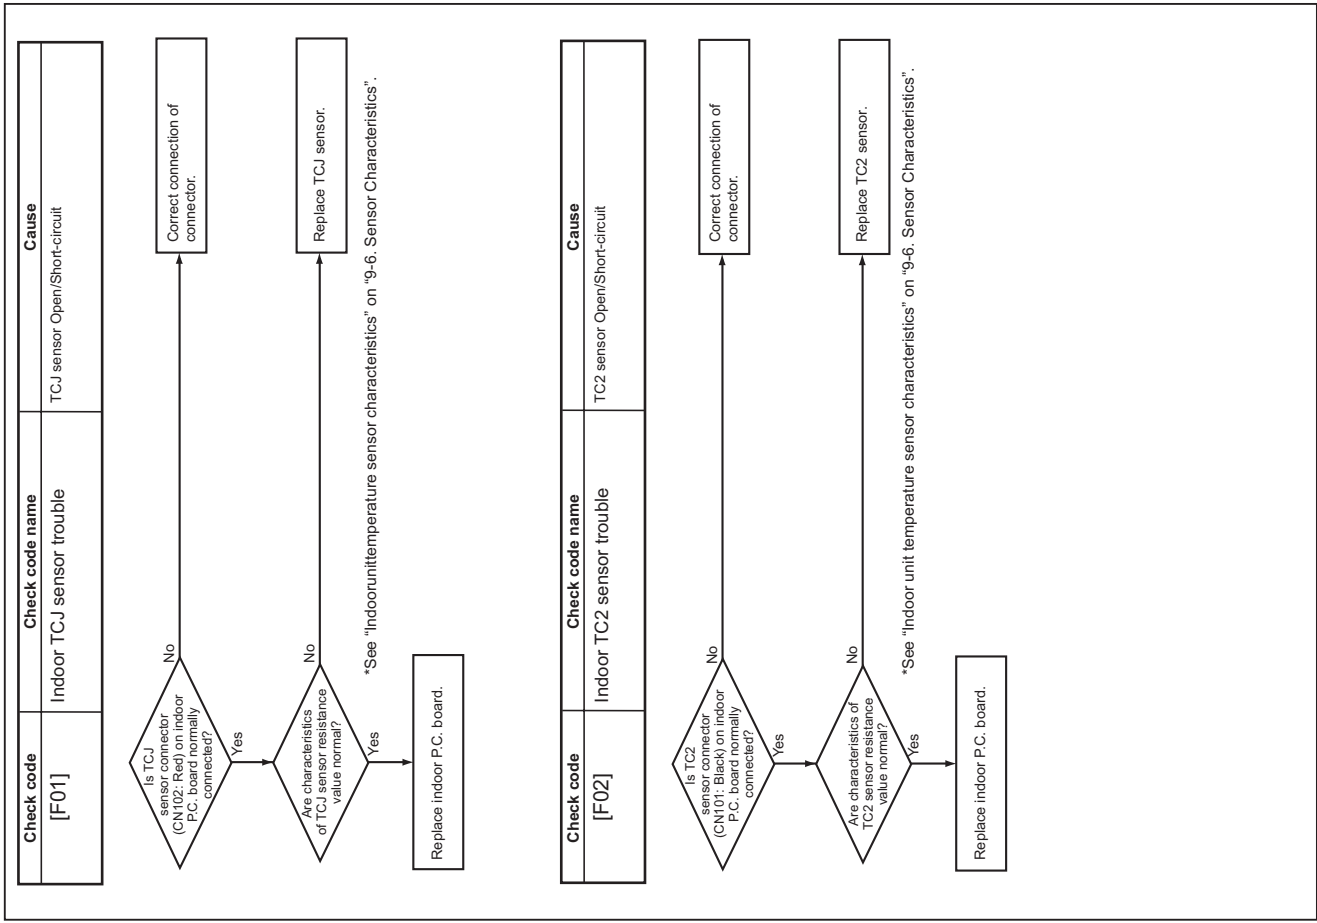 Check code
Check code name
Cause
[F01]
Indoor TCJ sensor trouble
TCJ sensor Open/Short-circuit
Is TCJ
sensor connector
(CN102: Red) on indoor
P.C. board normally
connected?
No
Correct connection of
connector.
Yes
Are characteristics
of TCJ sensor resistance
value normal?
No
Replace TCJ sensor.
Yes
*See “Indoorunittemperature sensor characteristics” on “9-6. Sensor Characteristics”.
Replace indoor P.C. board.
Check code
Check code name
Cause
[F02]
Indoor TC2 sensor trouble
TC2 sensor Open/Short-circuit
Is TC2
sensor connector
(CN101: Black) on indoor
P.C. board normally
connected?
No
Correct connection of
connector.
Yes
Are characteristics of
TC2 sensor resistance
value normal?
No
Replace TC2 sensor.
Yes
*See “Indoor unit temperature sensor characteristics” on “9-6. Sensor Characteristics”.
Replace indoor P.C. board.